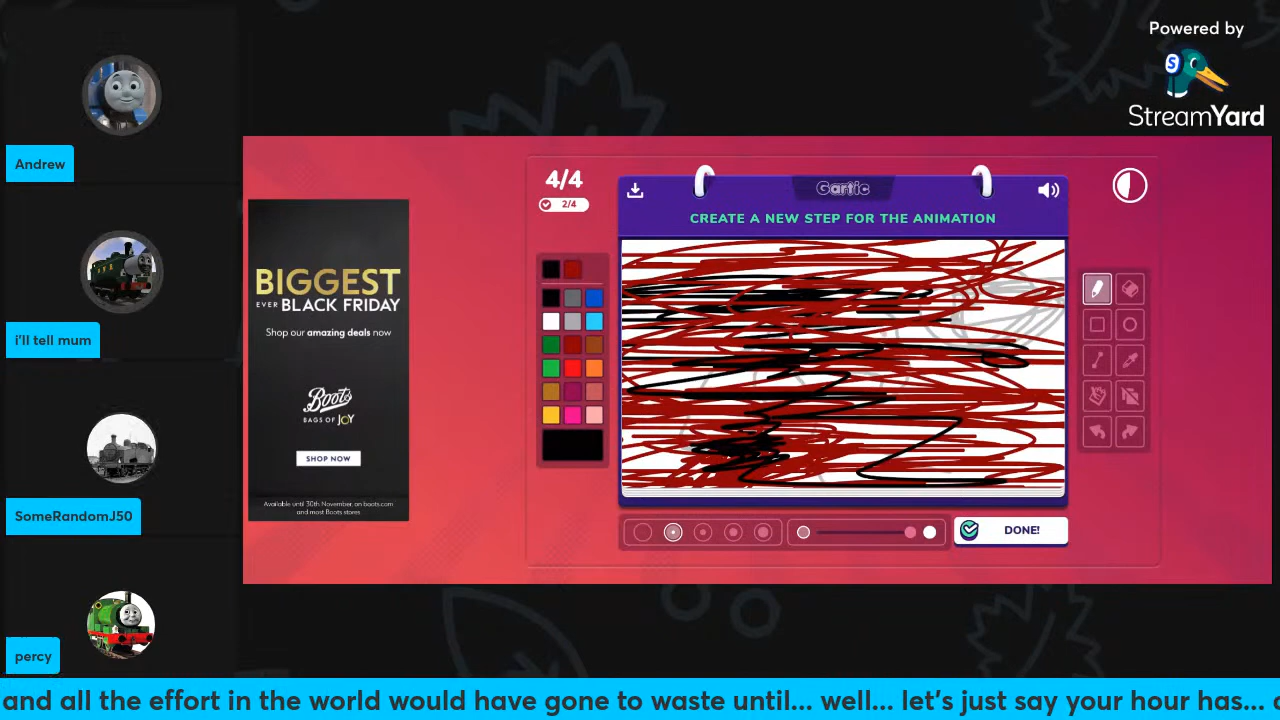 Powered by
StreamYard
Andrew
i'll tell mum
SomeRandomJ50
percy
BIGGEST
EVER BLACK FRIDAY
Shop our amazing deals now
Boots
BAGS OF JOY
SHOP NOW
Available until 30th November, on boots.com
and most Boots stores
4/4
2/4
Gartic
CREATE A NEW STEP FOR THE ANIMATION
DONE!
and all the effort in the world would have gone to waste until... well... let's just say your hour has...